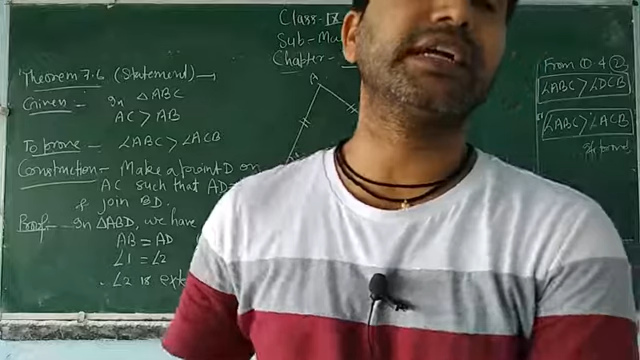 Class-IX
Sub-
Chapter-
Theorem 7.6 (Statement)
Given - In △ABC
AC > AB
To prove - ∠ABC > ∠ACB
Construction - Make a point D on
AC such that AD =
& join BD.
Proof - In △ABD, we have
AB = AD
∠1 = ∠2
∠2 is
A
From ① & ②
∠ABC > ∠DCB
∠ABC > ∠ACB